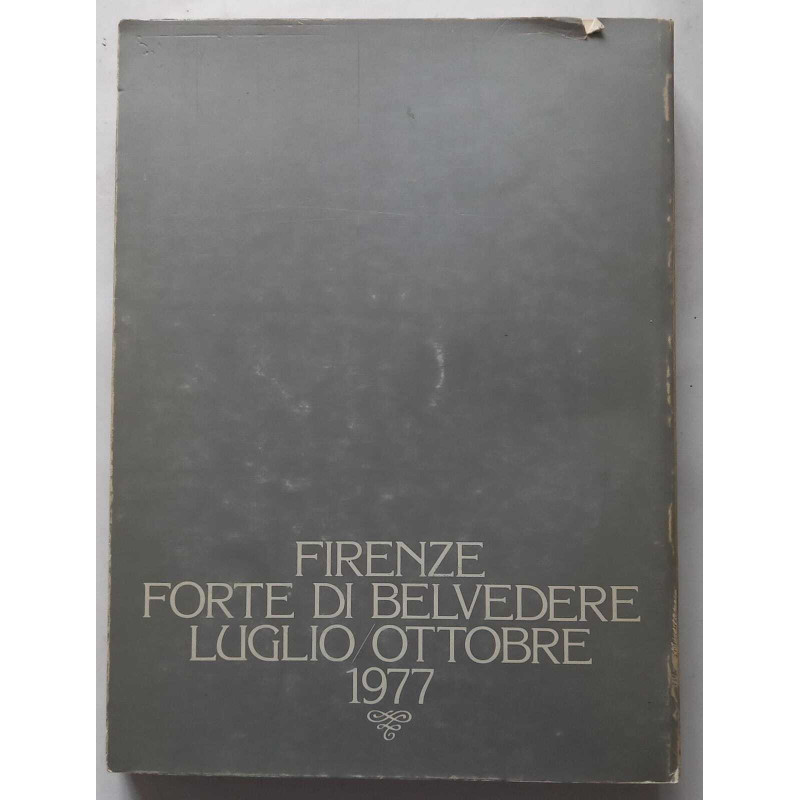 FIRENZE
FORTE DI BELVEDERE
LUGLIO/OTTOBRE
1977